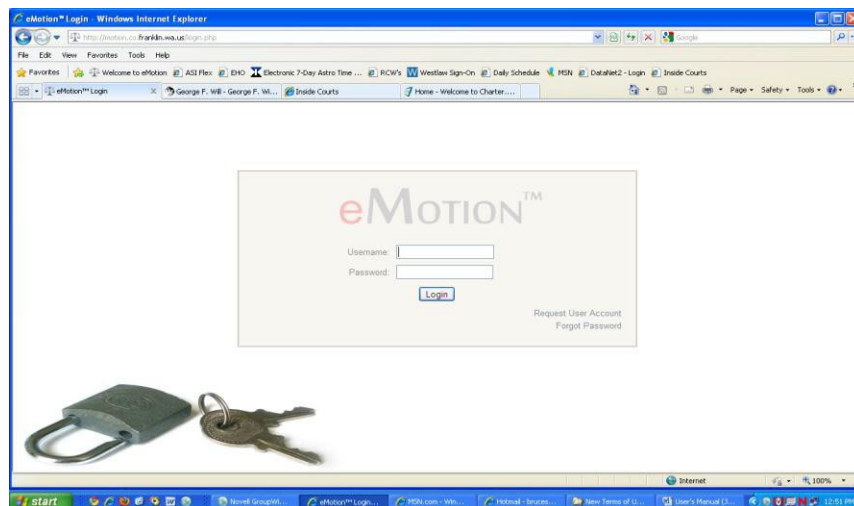 eMotion™ Login - Windows Internet Explorer
http://motion.co.franklin.wa.us/login.php
Google
File Edit View Favorites Tools Help
Favorites Welcome to eMotion ASI Flex EHO Electronic 7-Day Astro Time ... RCW's Westlaw Sign-On Daily Schedule MSN DataNet2 - Login Inside Courts
eMotion™ Login X George F. Will - George F. Wi... Inside Courts Home - Welcome to Charter.... Page Safety Tools
eMOTION™
Username:
Password:
Login
Request User Account
Forgot Password
Internet 100%
start Novell GroupWi... eMotion™ Login... MSN.com - Win... Hotmail - bruces... New Terms of U... User's Manual (3... 12:51 PM